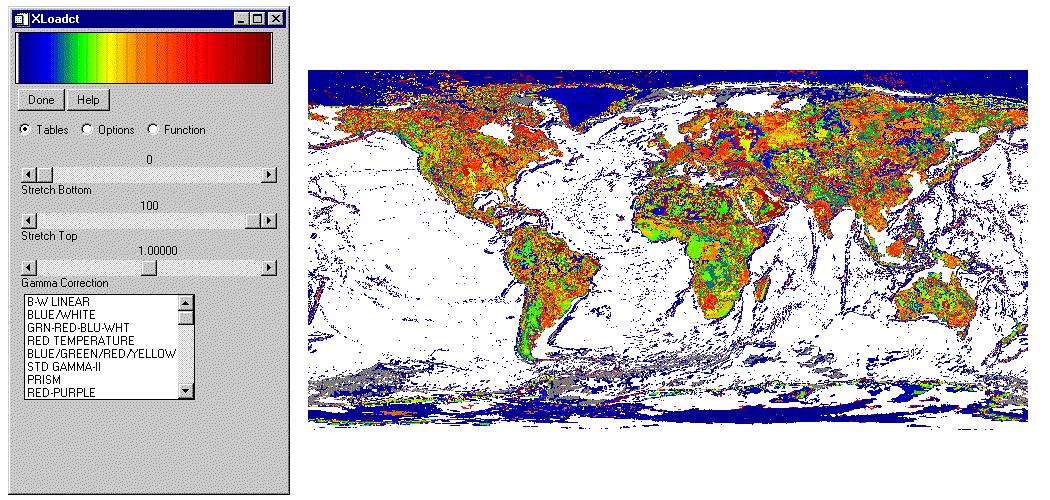 XLoadct
Done Help
Tables Options Function
0
Stretch Bottom
100
Stretch Top
1.00000
Gamma Correction
B-W LINEAR
BLUE/WHITE
GRN-RED-BLU-WHT
RED TEMPERATURE
BLUE/GREEN/RED/YELLOW
STD GAMMA-II
PRISM
RED-PURPLE